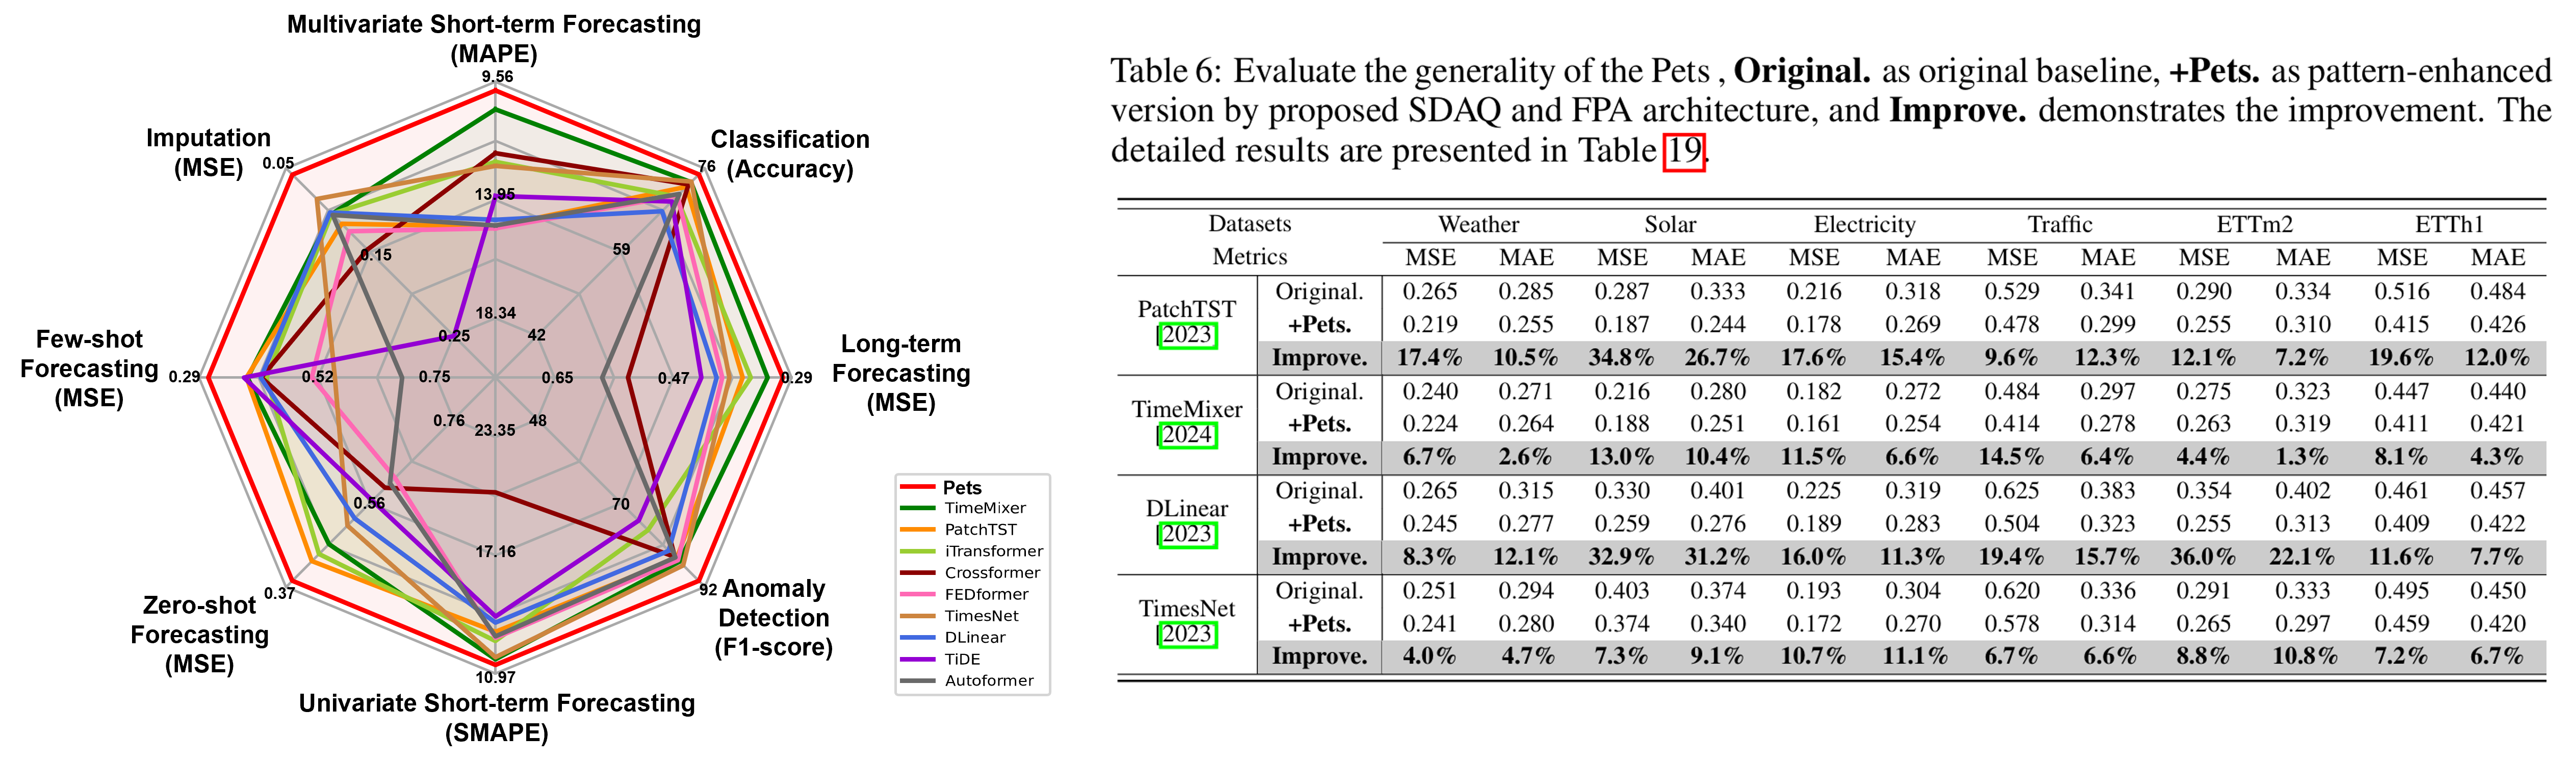 Multivariate Short-term Forecasting
(MAPE)
9.56
Classification
(Accuracy)
76
Imputation
(MSE)
0.05
13.95
59
0.15
18.34
42
0.25
Few-shot
Forecasting
(MSE)
0.29
0.52
0.75
0.65
0.47
0.29
Long-term
Forecasting
(MSE)
0.76
23.35
48
0.56
70
17.16
Zero-shot
Forecasting
(MSE)
0.37
92
Anomaly
Detection
(F1-score)
10.97
Univariate Short-term Forecasting
(SMAPE)
Pets
TimeMixer
PatchTST
iTransformer
Crossformer
FEDformer
TimesNet
DLinear
TiDE
Autoformer
Table 6: Evaluate the generality of the Pets , Original. as original baseline, +Pets. as pattern-enhanced
version by proposed SDAQ and FPA architecture, and Improve. demonstrates the improvement. The
detailed results are presented in Table 19.
Datasets Weather Solar Electricity Traffic ETTm2 ETTh1
Metrics MSE MAE MSE MAE MSE MAE MSE MAE MSE MAE MSE MAE
PatchTST [2023
Original. 0.265 0.285 0.287 0.333 0.216 0.318 0.529 0.341 0.290 0.334 0.516 0.484
+Pets. 0.219 0.255 0.187 0.244 0.178 0.269 0.478 0.299 0.255 0.310 0.415 0.426
Improve. 17.4% 10.5% 34.8% 26.7% 17.6% 15.4% 9.6% 12.3% 12.1% 7.2% 19.6% 12.0%
TimeMixer [2024
Original. 0.240 0.271 0.216 0.280 0.182 0.272 0.484 0.297 0.275 0.323 0.447 0.440
+Pets. 0.224 0.264 0.188 0.251 0.161 0.254 0.414 0.278 0.263 0.319 0.411 0.421
Improve. 6.7% 2.6% 13.0% 10.4% 11.5% 6.6% 14.5% 6.4% 4.4% 1.3% 8.1% 4.3%
DLinear [2023
Original. 0.265 0.315 0.330 0.401 0.225 0.319 0.625 0.383 0.354 0.402 0.461 0.457
+Pets. 0.245 0.277 0.259 0.276 0.189 0.283 0.504 0.323 0.255 0.313 0.409 0.422
Improve. 8.3% 12.1% 32.9% 31.2% 16.0% 11.3% 19.4% 15.7% 36.0% 22.1% 11.6% 7.7%
TimesNet [2023
Original. 0.251 0.294 0.403 0.374 0.193 0.304 0.620 0.336 0.291 0.333 0.495 0.450
+Pets. 0.241 0.280 0.374 0.340 0.172 0.270 0.578 0.314 0.265 0.297 0.459 0.420
Improve. 4.0% 4.7% 7.3% 9.1% 10.7% 11.1% 6.7% 6.6% 8.8% 10.8% 7.2% 6.7%